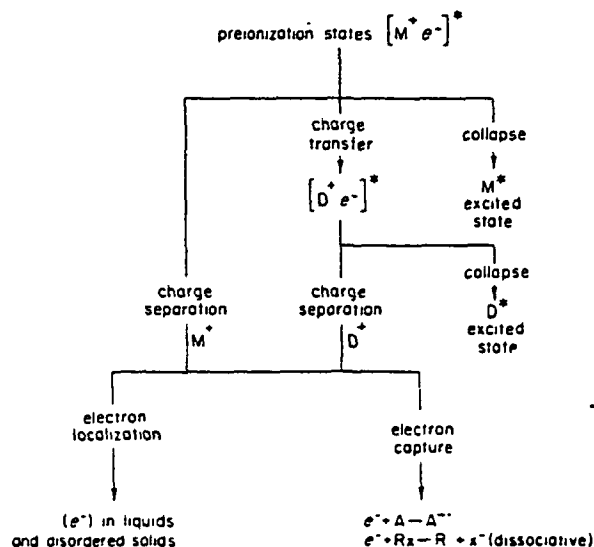 preionization states [M⁺ e⁻]*
charge
transfer
collapse
[D⁺ e⁻]*
M*
excited
state
collapse
charge
separation
M⁺
charge
separation
D⁺
D*
excited
state
electron
localization
electron
capture
(e⁻) in liquids
and disordered solids
e⁻ + A — A⁻·
e⁻ + Rx — R + x⁻ (dissociative)